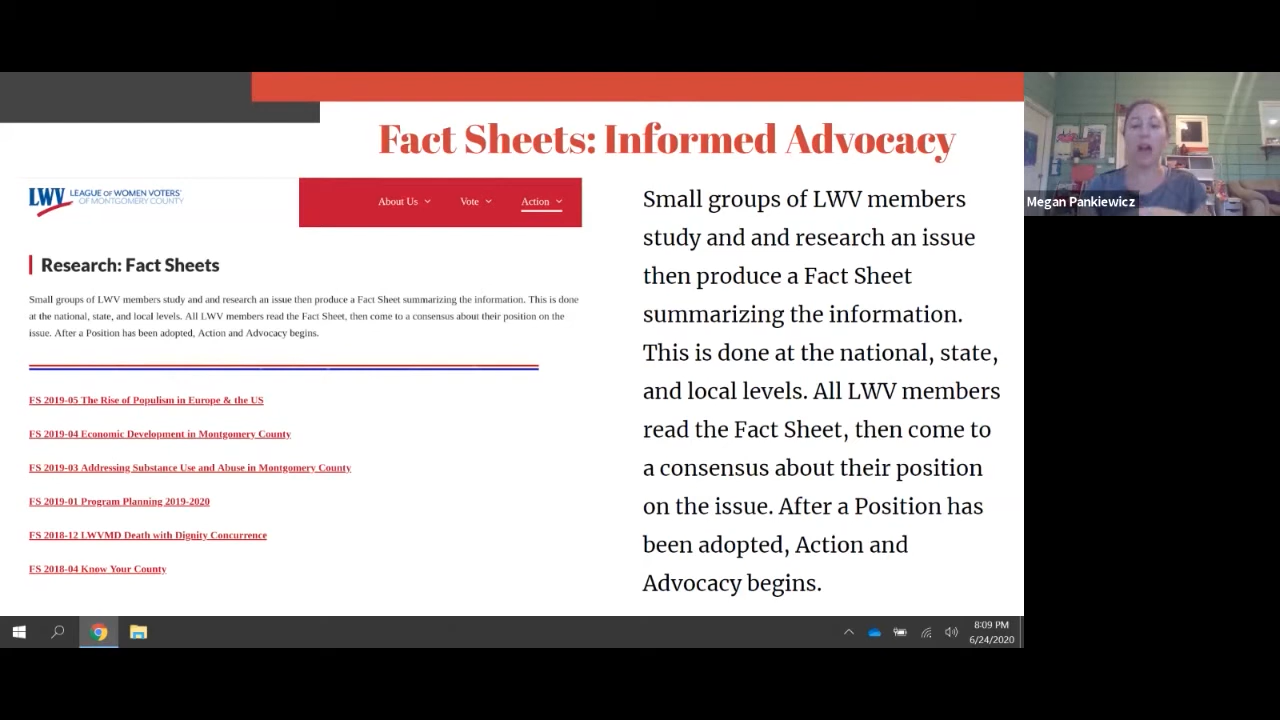 Fact Sheets: Informed Advocacy
LWV LEAGUE OF WOMEN VOTERS®
OF MONTGOMERY COUNTY
About Us Vote Action
Research: Fact Sheets
Small groups of LWV members study and and research an issue then produce a Fact Sheet summarizing the information. This is done
at the national, state, and local levels. All LWV members read the Fact Sheet, then come to a consensus about their position on the
issue. After a Position has been adopted, Action and Advocacy begins.
FS 2019-05 The Rise of Populism in Europe & the US
FS 2019-04 Economic Development in Montgomery County
FS 2019-03 Addressing Substance Use and Abuse in Montgomery County
FS 2019-01 Program Planning 2019-2020
FS 2018-12 LWVMD Death with Dignity Concurrence
FS 2018-04 Know Your County
Small groups of LWV members
study and and research an issue
then produce a Fact Sheet
summarizing the information.
This is done at the national, state,
and local levels. All LWV members
read the Fact Sheet, then come to
a consensus about their position
on the issue. After a Position has
been adopted, Action and
Advocacy begins.
Megan Pankiewicz
8:09 PM
6/24/2020